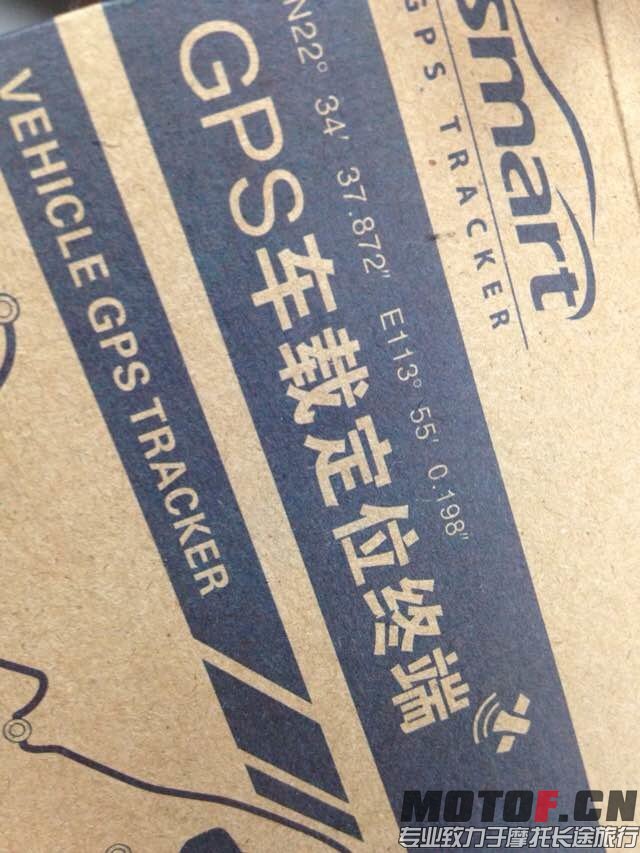 smart
GPS TRACKER
N22° 34′ 37.872″ E113° 55′ 0.198″
GPS车载定位终端
VEHICLE GPS TRACKER
MOTOF.CN
专业致力于摩托长途旅行